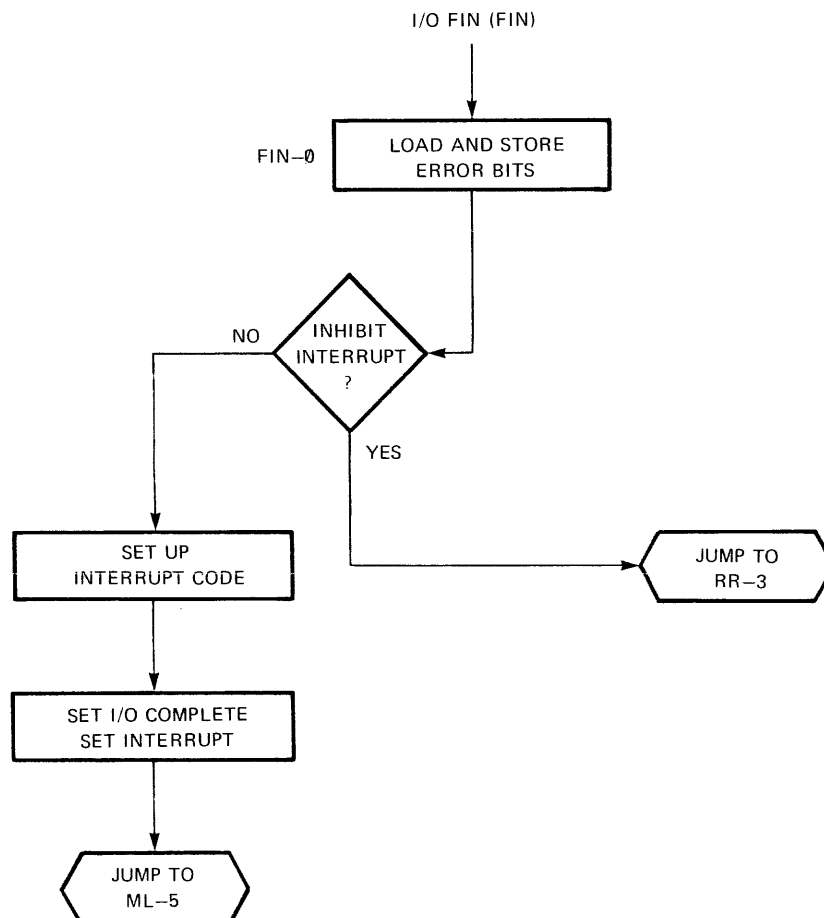 I/O FIN (FIN)
FIN–0
LOAD AND STORE
ERROR BITS
INHIBIT
INTERRUPT
?
NO
YES
SET UP
INTERRUPT CODE
JUMP TO
RR–3
SET I/O COMPLETE
SET INTERRUPT
JUMP TO
ML–5